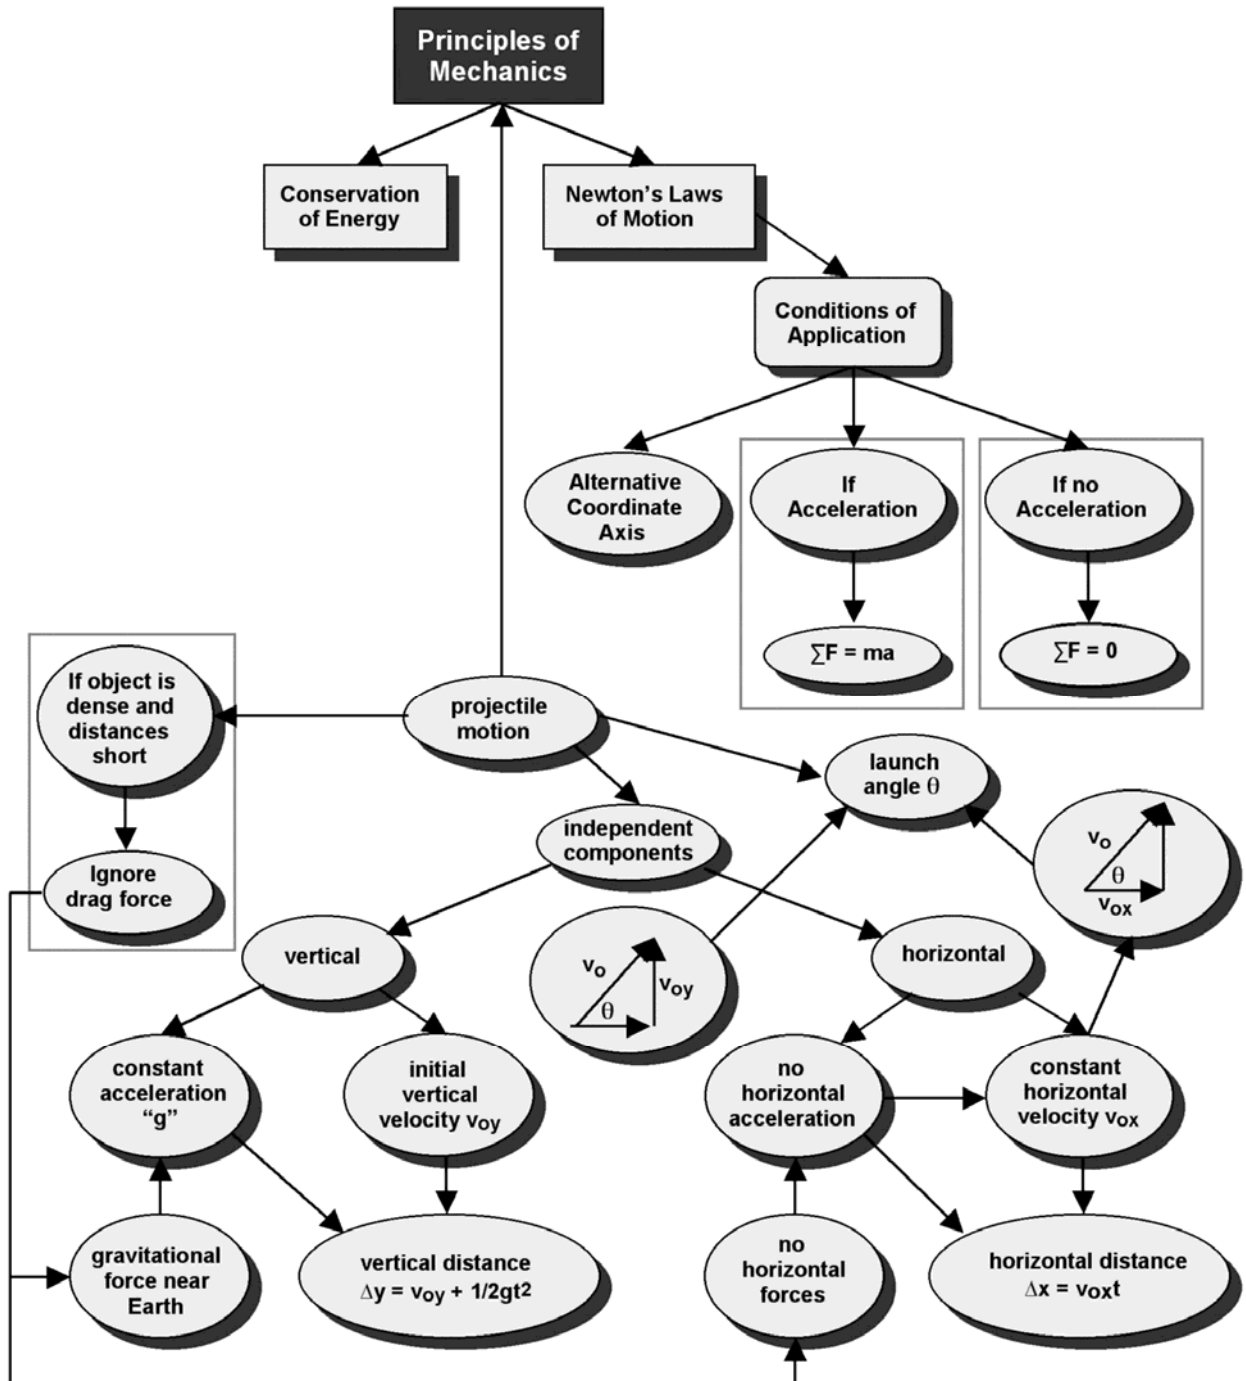 Principles of
Mechanics
Conservation
of Energy
Newton's Laws
of Motion
Conditions of
Application
Alternative
Coordinate
Axis
If
Acceleration
If no
Acceleration
∑F = ma
∑F = 0
If object is
dense and
distances
short
projectile
motion
launch
angle θ
independent
components
Ignore
drag force
vo
θ
vox
vertical
vo
voy
θ
horizontal
constant
acceleration
“g”
initial
vertical
velocity voy
no
horizontal
acceleration
constant
horizontal
velocity vox
gravitational
force near
Earth
vertical distance
Δy = voy + 1/2gt2
no
horizontal
forces
horizontal distance
Δx = voxt